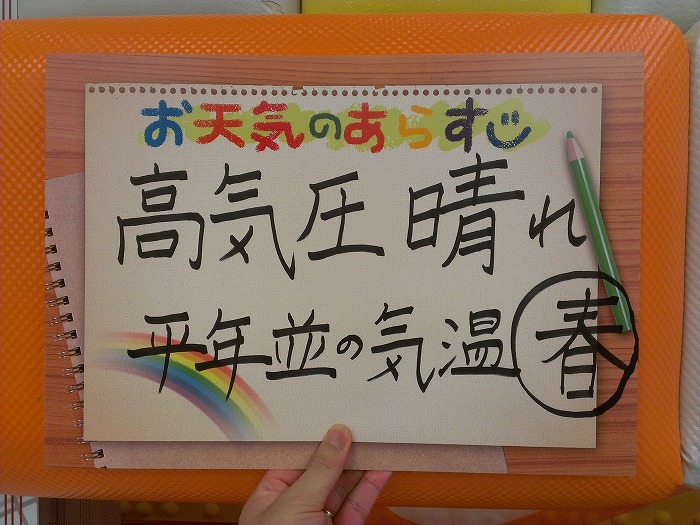 お天気のあらすじ
高気圧 晴れ
平年並の気温 春